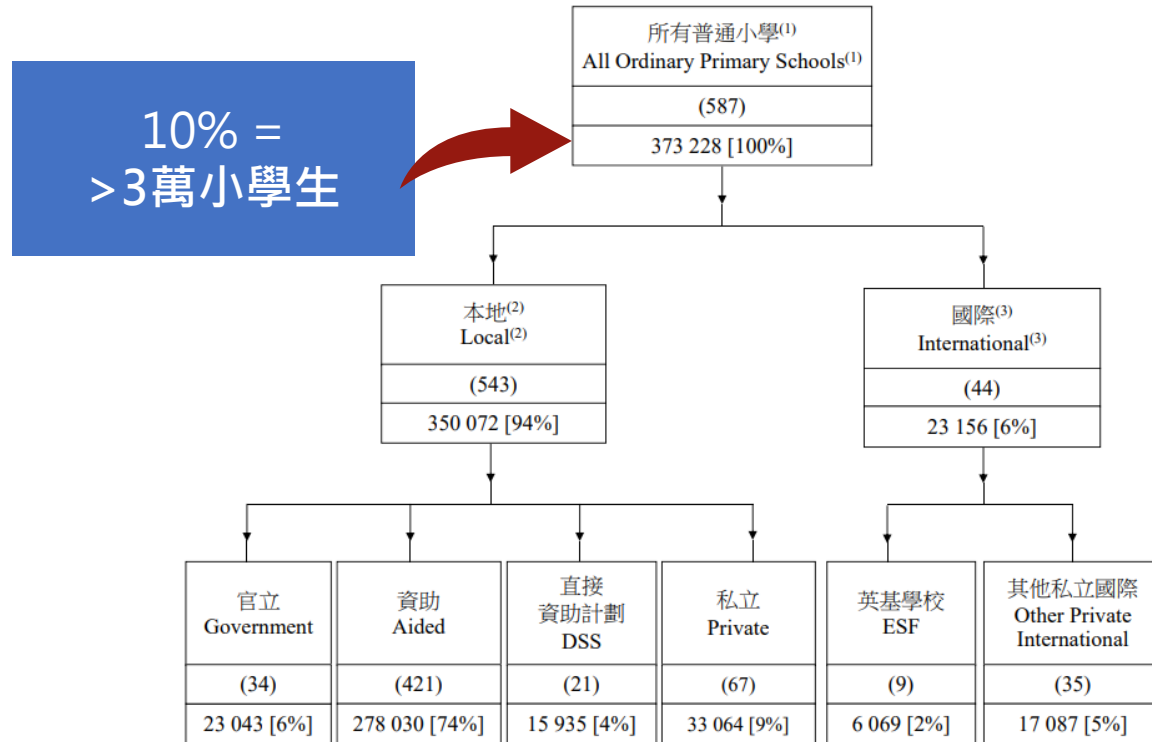 10% =
>3萬小學生
所有普通小學(1)
All Ordinary Primary Schools(1)
(587)
373 228 [100%]
本地(2)
Local(2)
(543)
350 072 [94%]
國際(3)
International(3)
(44)
23 156 [6%]
官立
Government
(34)
23 043 [6%]
資助
Aided
(421)
278 030 [74%]
直接
資助計劃
DSS
(21)
15 935 [4%]
私立
Private
(67)
33 064 [9%]
英基學校
ESF
(9)
6 069 [2%]
其他私立國際
Other Private
International
(35)
17 087 [5%]